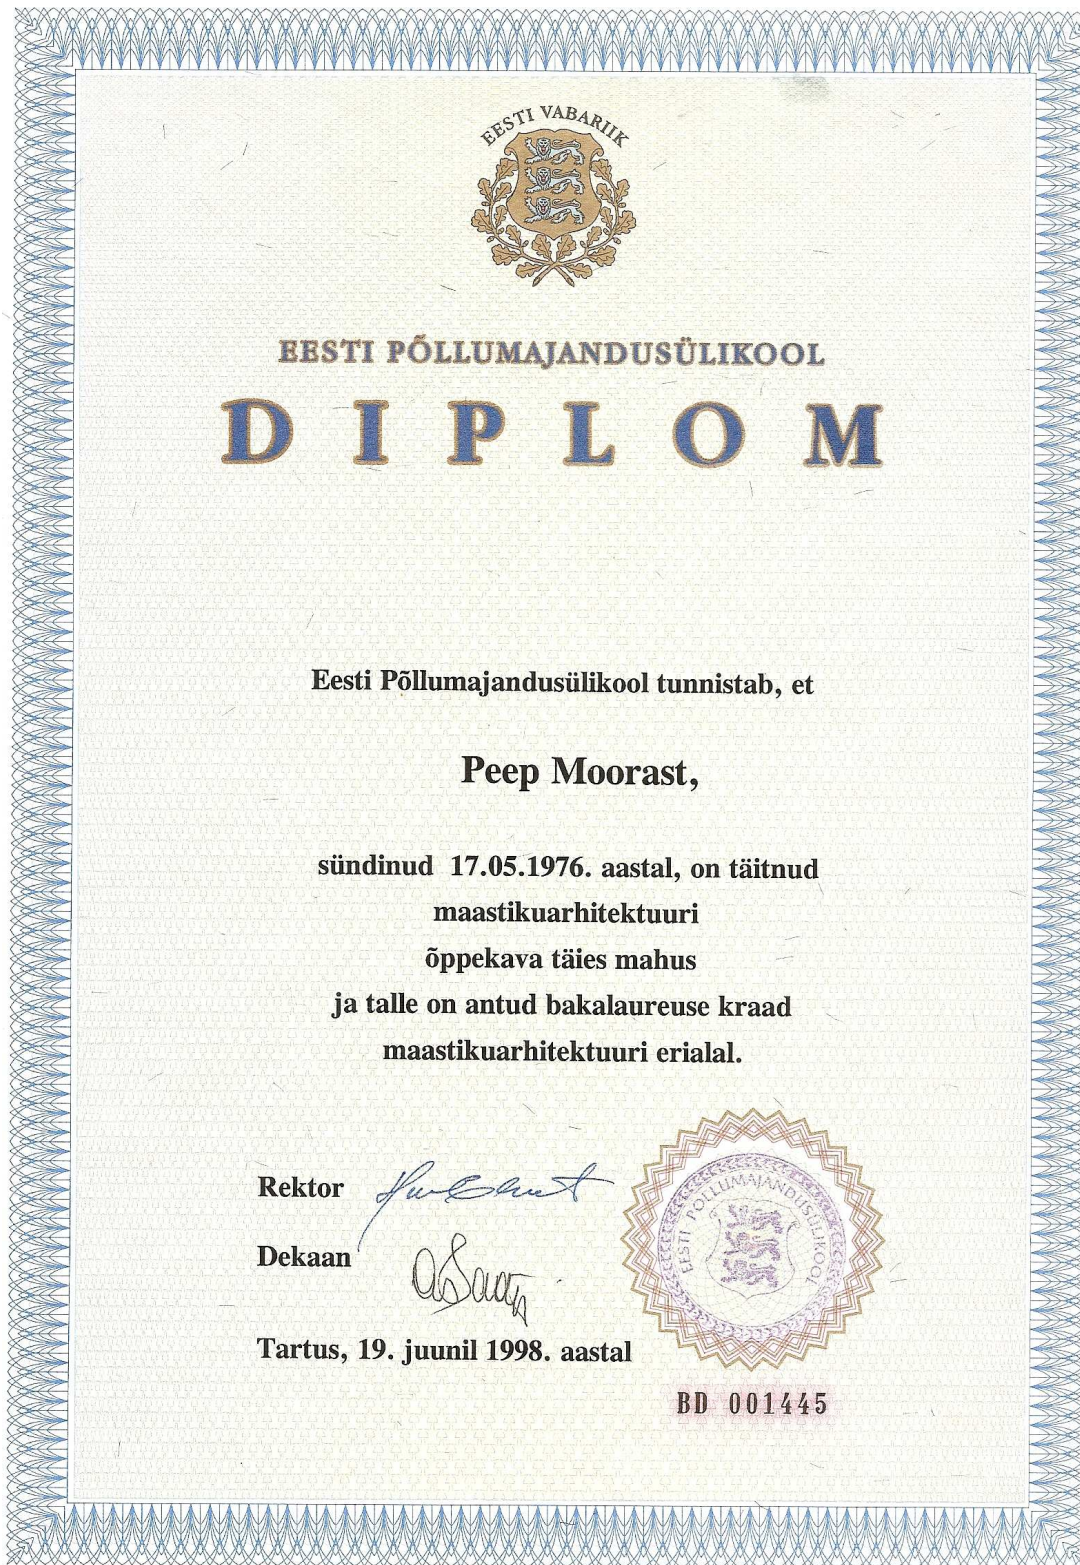 EESTI VABARIIK
EESTI PÕLLUMAJANDUSÜLIKOOL
DIPLOM
Eesti Põllumajandusülikool tunnistab, et
Peep Moorast,
sündinud 17.05.1976. aastal, on täitnud
maastikuarhitektuuri
õppekava täies mahus
ja talle on antud bakalaureuse kraad
maastikuarhitektuuri erialal.
Rektor
Dekaan
Tartus, 19. juunil 1998. aastal
EESTI PÕLLUMAJANDUSÜLIKOOL
BD 001445